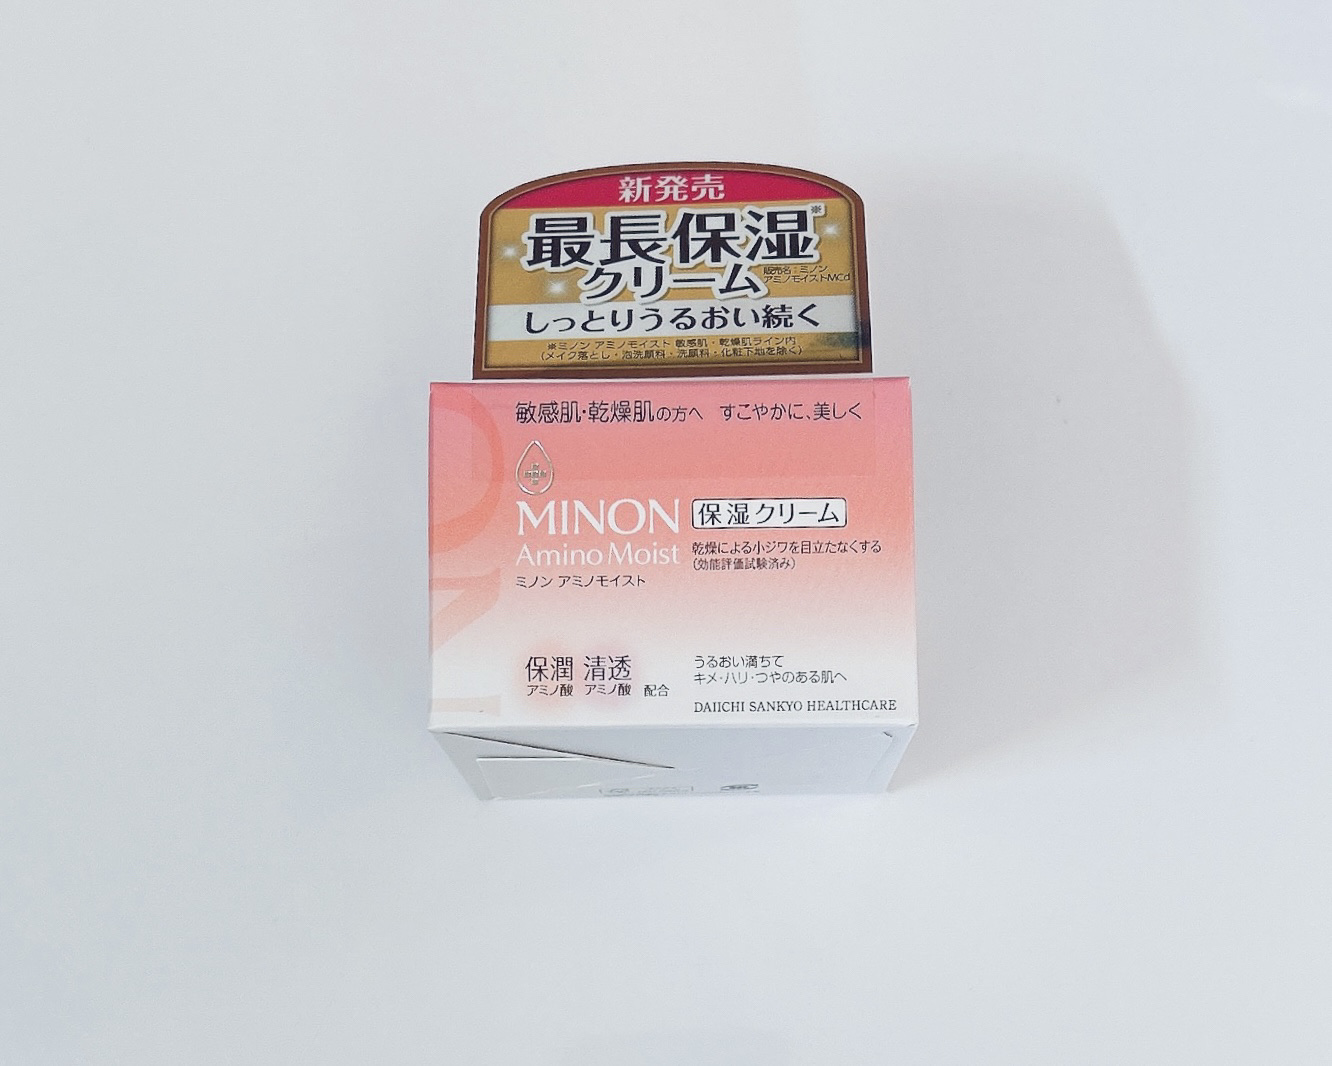 新発売
最長保湿※
クリーム
販売名：ミノン
アミノモイストMCd
しっとりうるおい続く
※ミノン アミノモイスト 敏感肌・乾燥肌ライン内
(メイク落とし・泡洗顔料・洗顔料・化粧下地を除く)
敏感肌・乾燥肌の方へ すこやかに、美しく
MINON
保湿クリーム
Amino Moist
乾燥による小ジワを目立たなくする
(効能評価試験済み)
ミノン アミノモイスト
保潤 清透
アミノ酸 アミノ酸 配合
うるおい満ちて
キメ・ハリ・つやのある肌へ
DAIICHI SANKYO HEALTHCARE